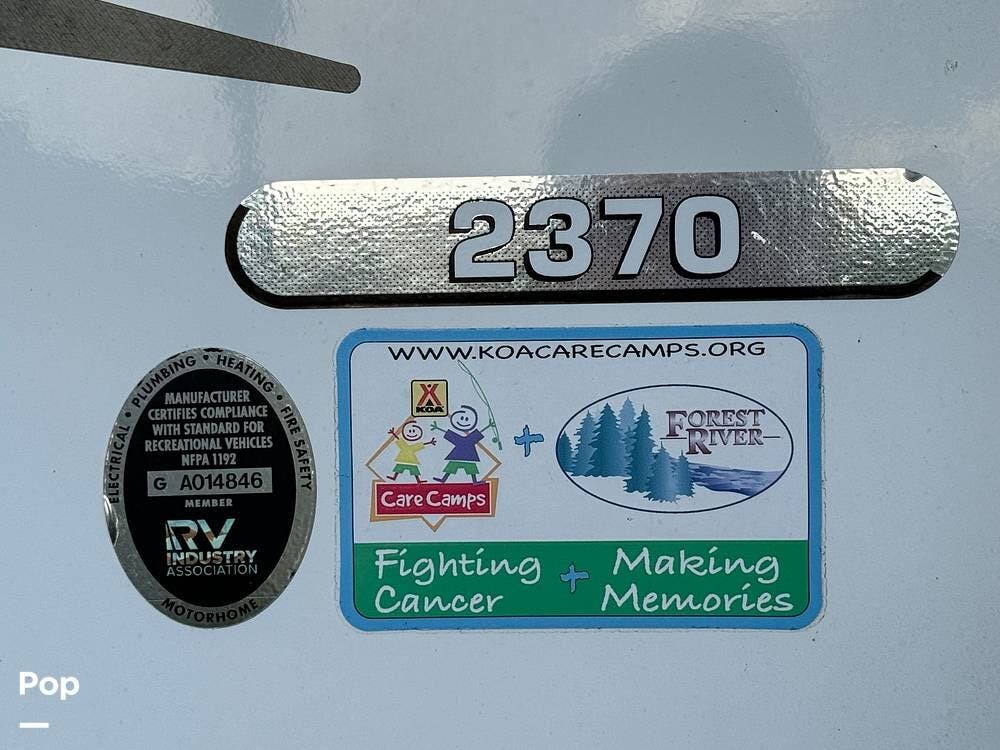 2370
ELECTRICAL • PLUMBING • HEATING • FIRE SAFETY
MANUFACTURER
CERTIFIES COMPLIANCE
WITH STANDARD FOR
RECREATIONAL VEHICLES
NFPA 1192
G A014846
MEMBER
RV
INDUSTRY
ASSOCIATION
MOTORHOME
WWW.KOACARECAMPS.ORG
KOA
Care Camps
+
FOREST
RIVER
Fighting
Cancer
+
Making
Memories
Pop